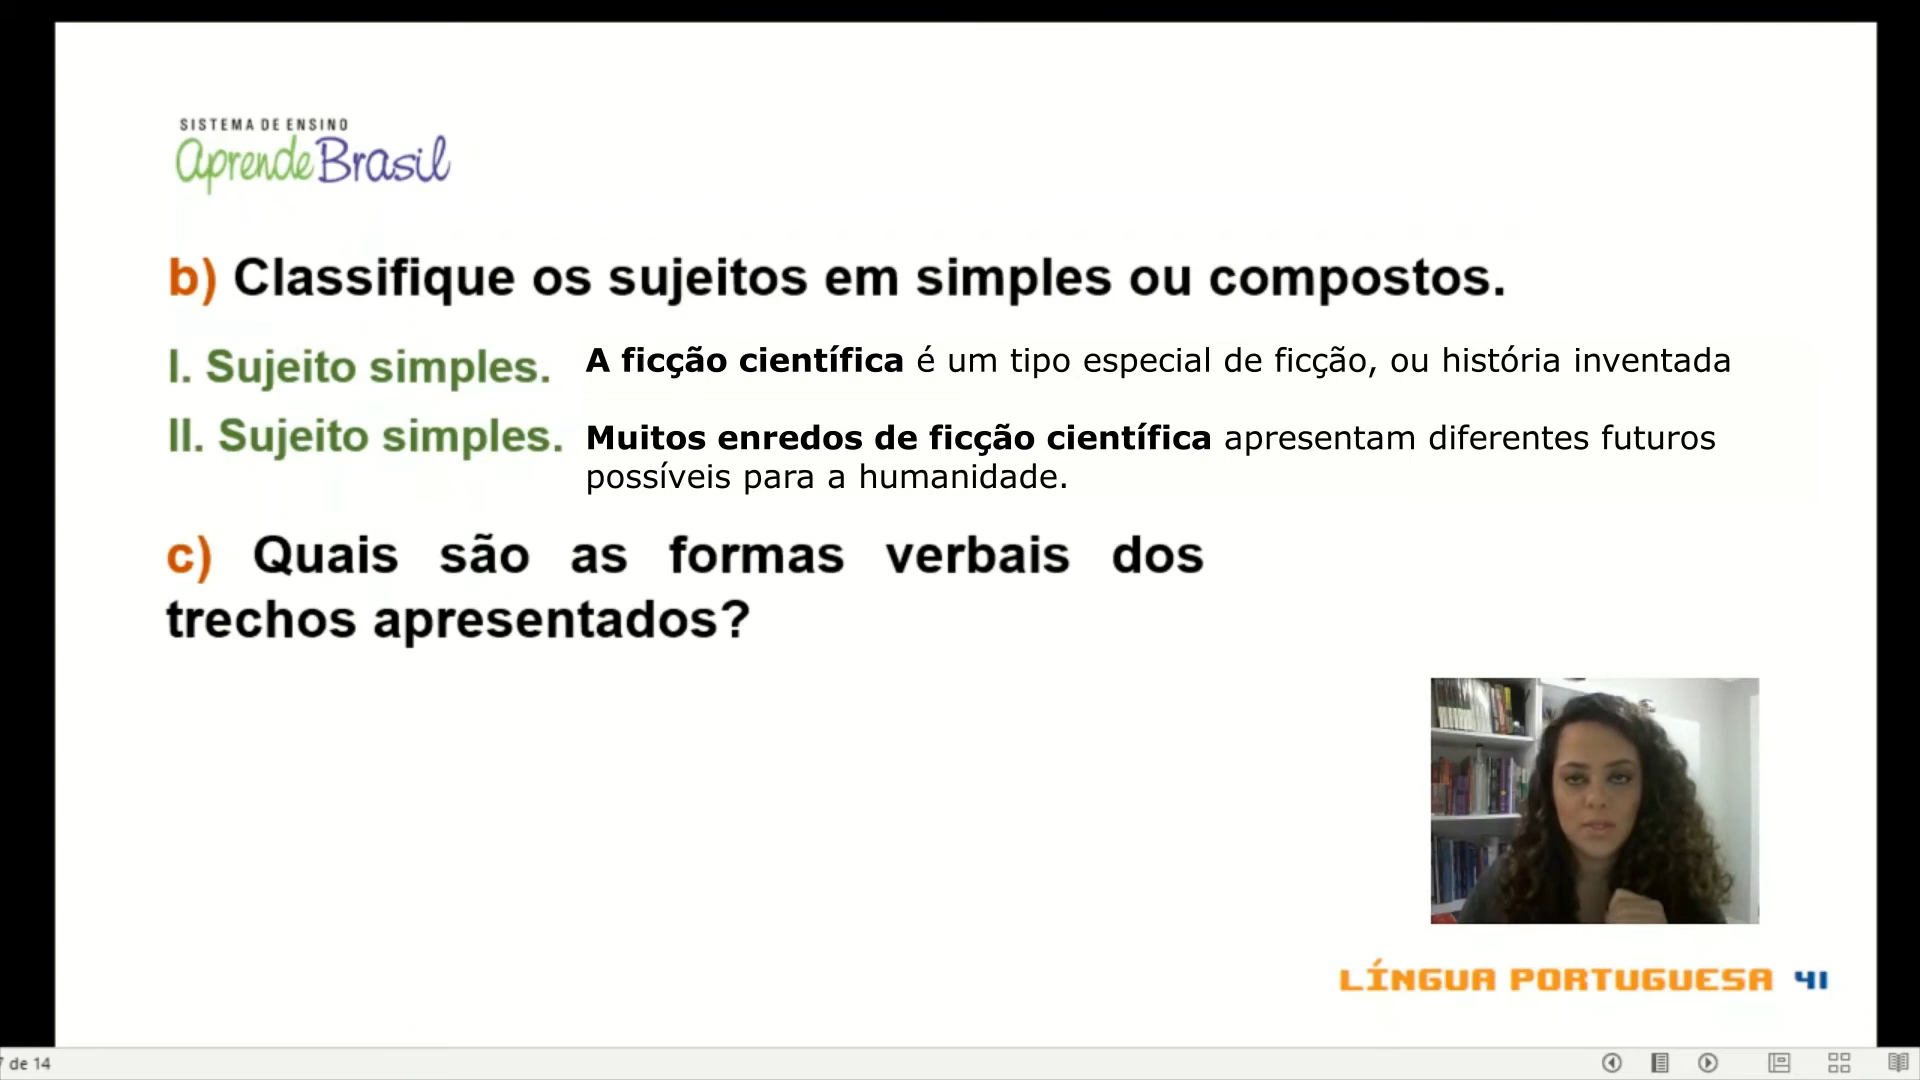 SISTEMA DE ENSINO
aprendeBrasil
b) Classifique os sujeitos em simples ou compostos.
I. Sujeito simples. A ficção científica é um tipo especial de ficção, ou história inventada
II. Sujeito simples. Muitos enredos de ficção científica apresentam diferentes futuros
possíveis para a humanidade.
c) Quais são as formas verbais dos
trechos apresentados?
LÍNGUA PORTUGUESA 41
7 de 14